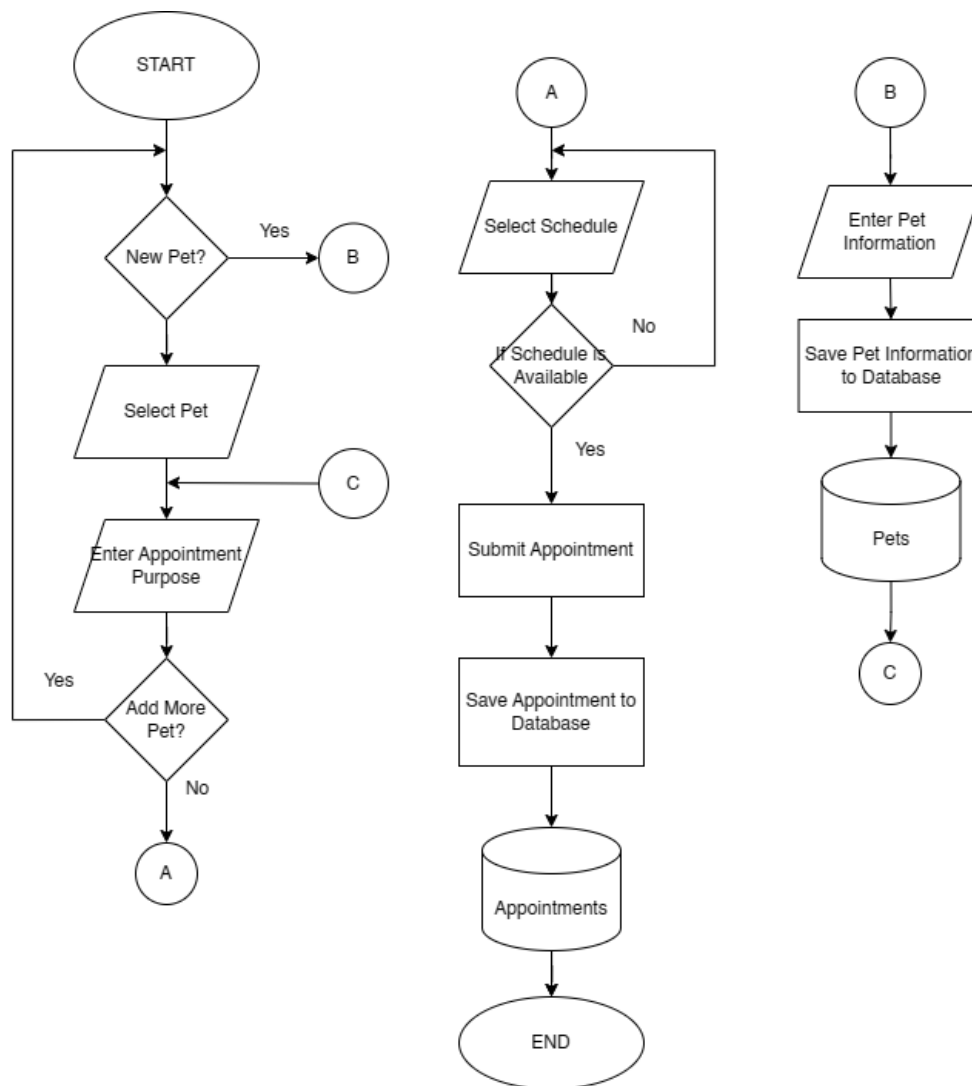 START
New Pet?
Yes
B
Select Pet
C
Enter Appointment
Purpose
Yes
Add More
Pet?
No
A
A
Select Schedule
If Schedule is
Available
No
Yes
Submit Appointment
Save Appointment to
Database
Appointments
END
B
Enter Pet
Information
Save Pet Information
to Database
Pets
C